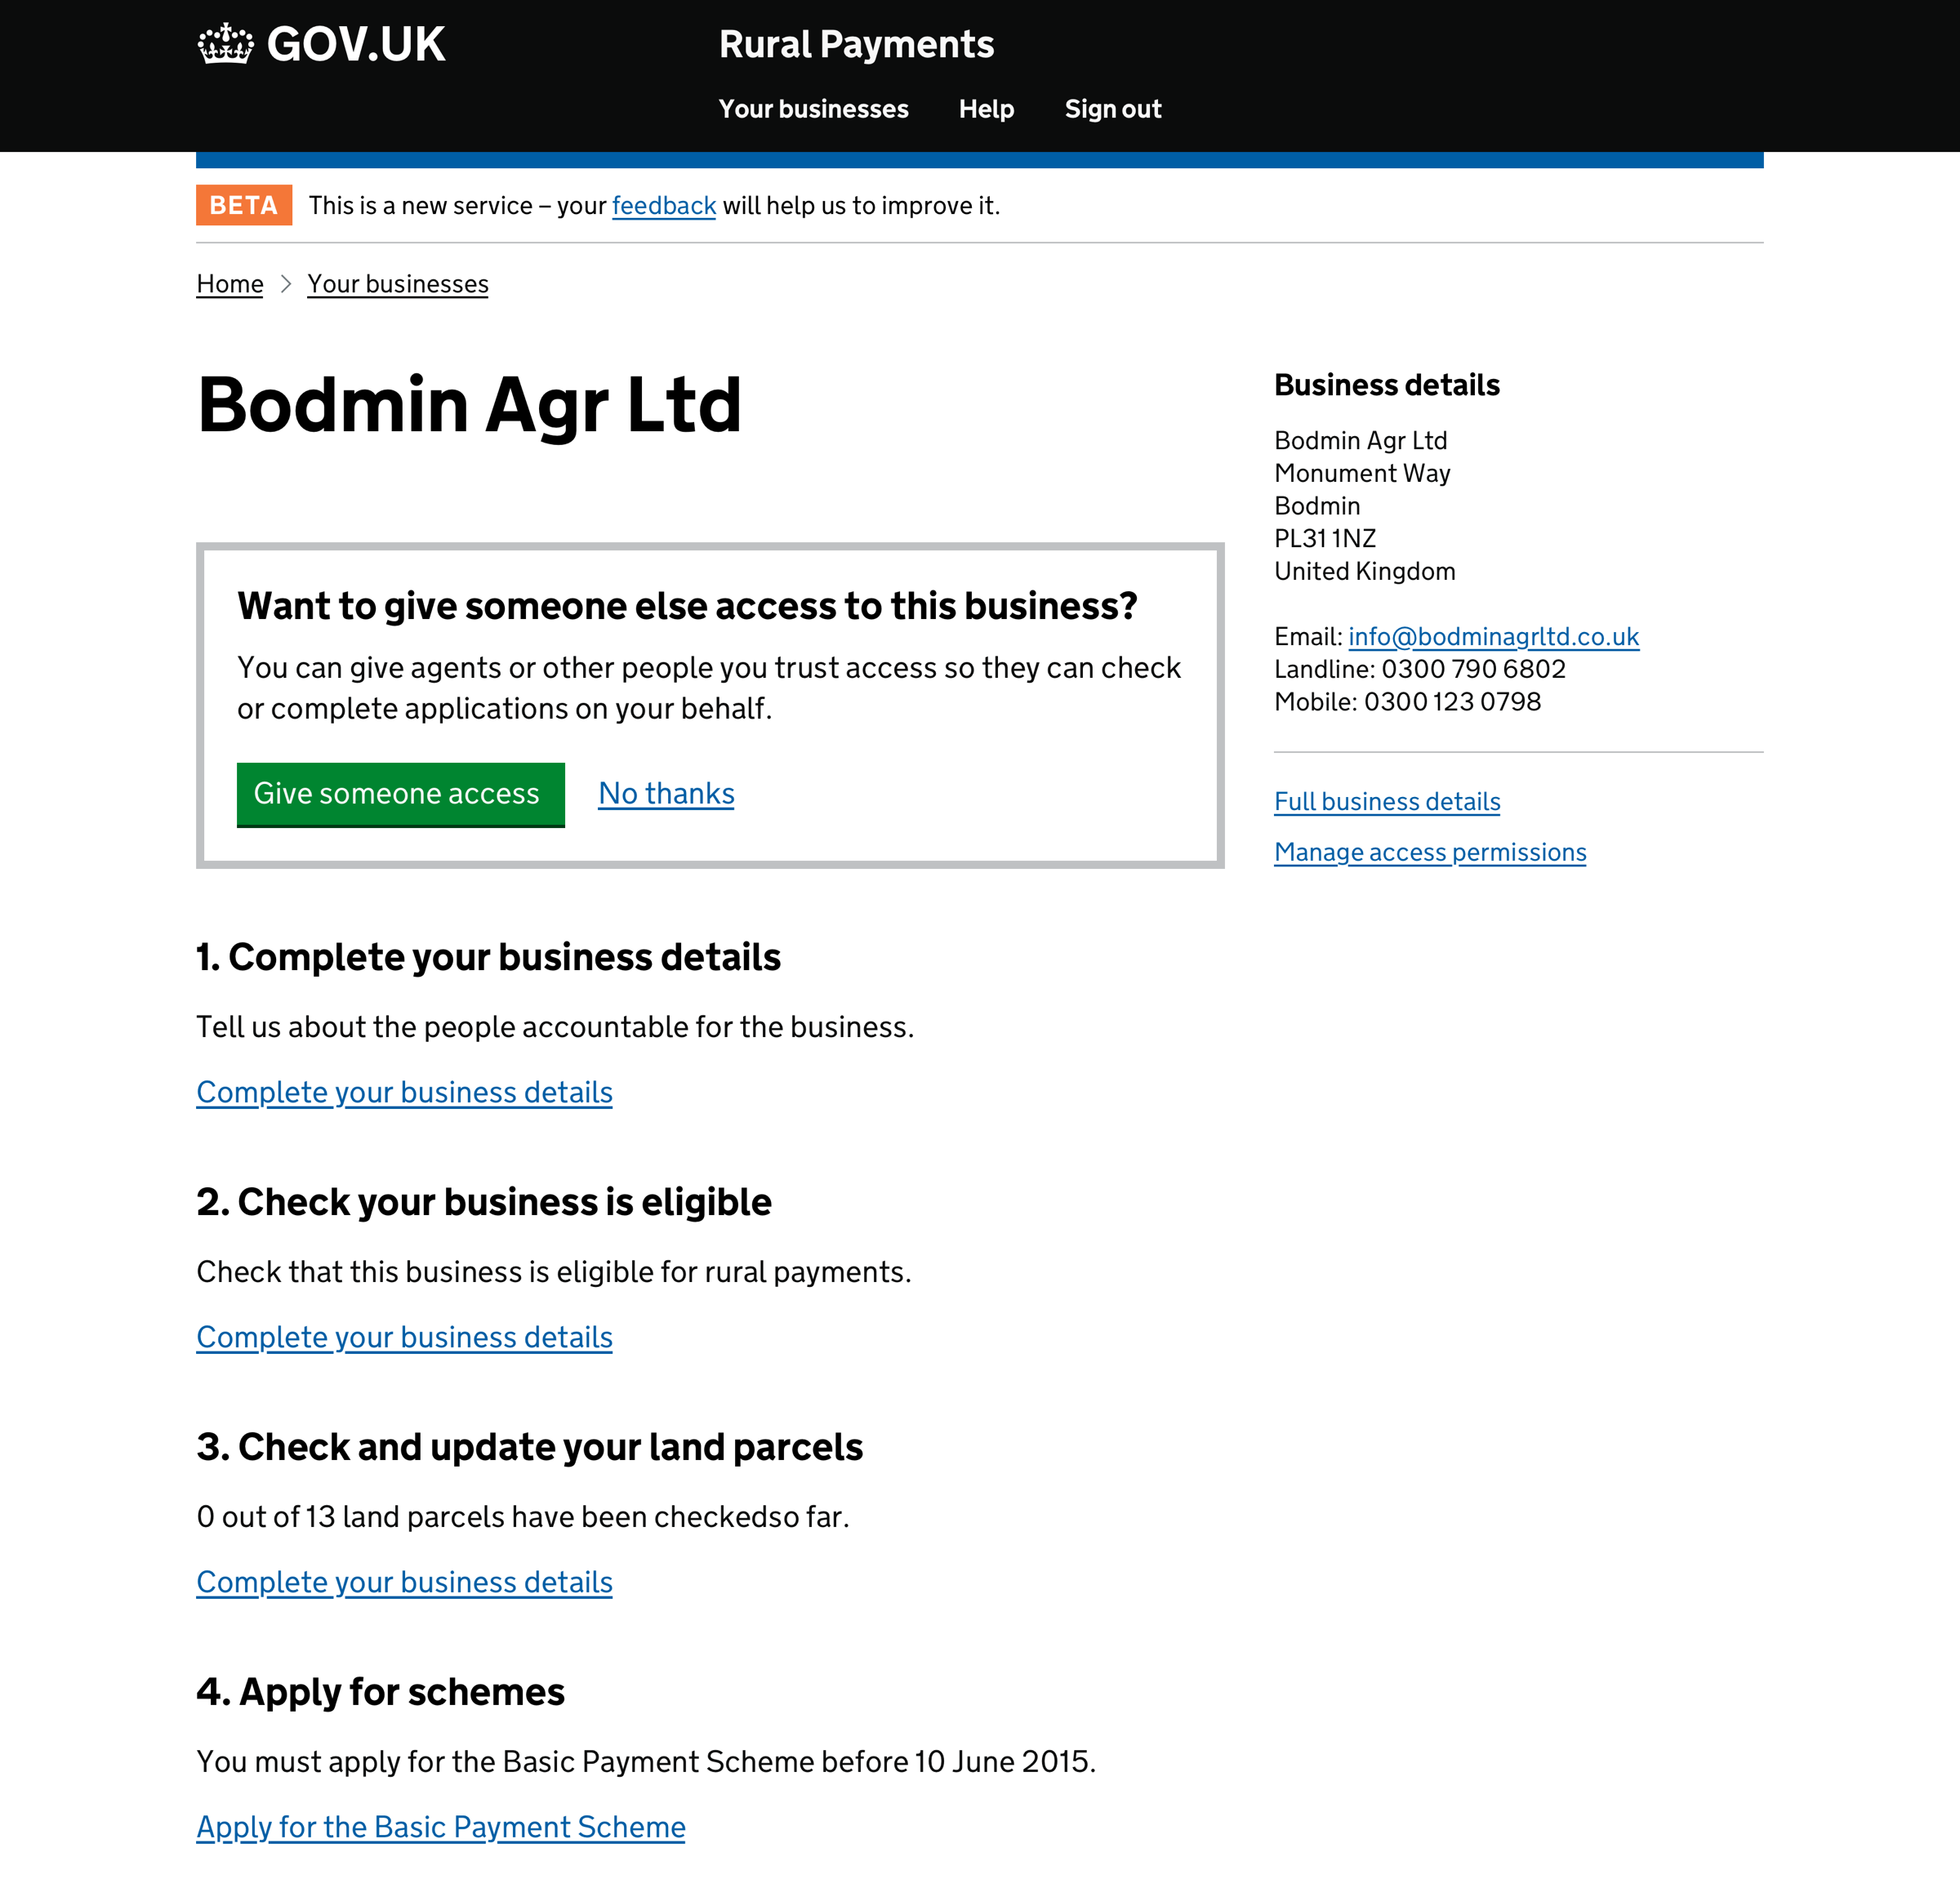 GOV.UK
Rural Payments
Your businesses Help Sign out
BETA This is a new service – your feedback will help us to improve it.
Home Your businesses
Bodmin Agr Ltd
Want to give someone else access to this business?
You can give agents or other people you trust access so they can check
or complete applications on your behalf.
Give someone access No thanks
1. Complete your business details
Tell us about the people accountable for the business.
Complete your business details
2. Check your business is eligible
Check that this business is eligible for rural payments.
Complete your business details
3. Check and update your land parcels
0 out of 13 land parcels have been checkedso far.
Complete your business details
4. Apply for schemes
You must apply for the Basic Payment Scheme before 10 June 2015.
Apply for the Basic Payment Scheme
Business details
Bodmin Agr Ltd
Monument Way
Bodmin
PL31 1NZ
United Kingdom
Email: info@bodminagrltd.co.uk
Landline: 0300 790 6802
Mobile: 0300 123 0798
Full business details
Manage access permissions